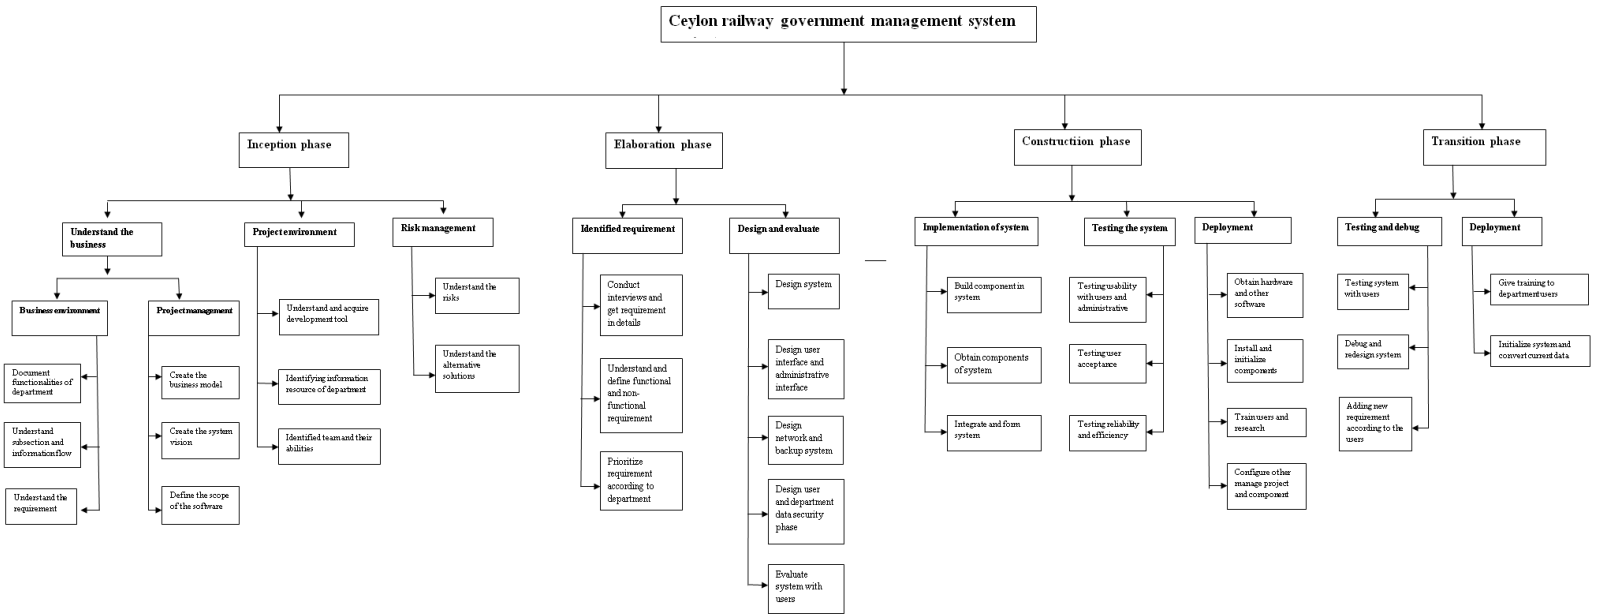 Ceylon railway government management system
Inception phase
Elaboration phase
Constructiion phase
Transition phase
Understand the
business
Project environment
Risk management
Identified requirement
Design and evaluate
Implementation of system
Testing the system
Deployment
Testing and debug
Deployment
Business environment
Project management
Document
functionalities of
department
Understand
subsection and
information flow
Understand the
requirement
Create the
business model
Create the system
vision
Define the scope
of the software
Understand and acquire
development tool
Identifying information
resource of department
Identified team and their
abilities
Understand the
risks
Understand the
alternative
solutions
Conduct
interviews and
get requirement
in details
Understand and
define functional
and non-
functional
requirement
Prioritize
requirement
according to
department
Design system
Design user
interface and
administrative
interface
Design
network and
backup system
Design user
and department
data security
phase
Evaluate
system with
users
Build component in
system
Obtain components
of system
Integrate and form
system
Testing usability
with users and
administrative
Testing user
acceptance
Testing reliability
and efficiency
Obtain hardware
and other
software
Install and
initialize
components
Train users and
research
Configure other
manage project
and component
Testing system
with users
Debug and
redesign system
Adding new
requirement
according to the
users
Give training to
department users
Initialize system and
convert current data